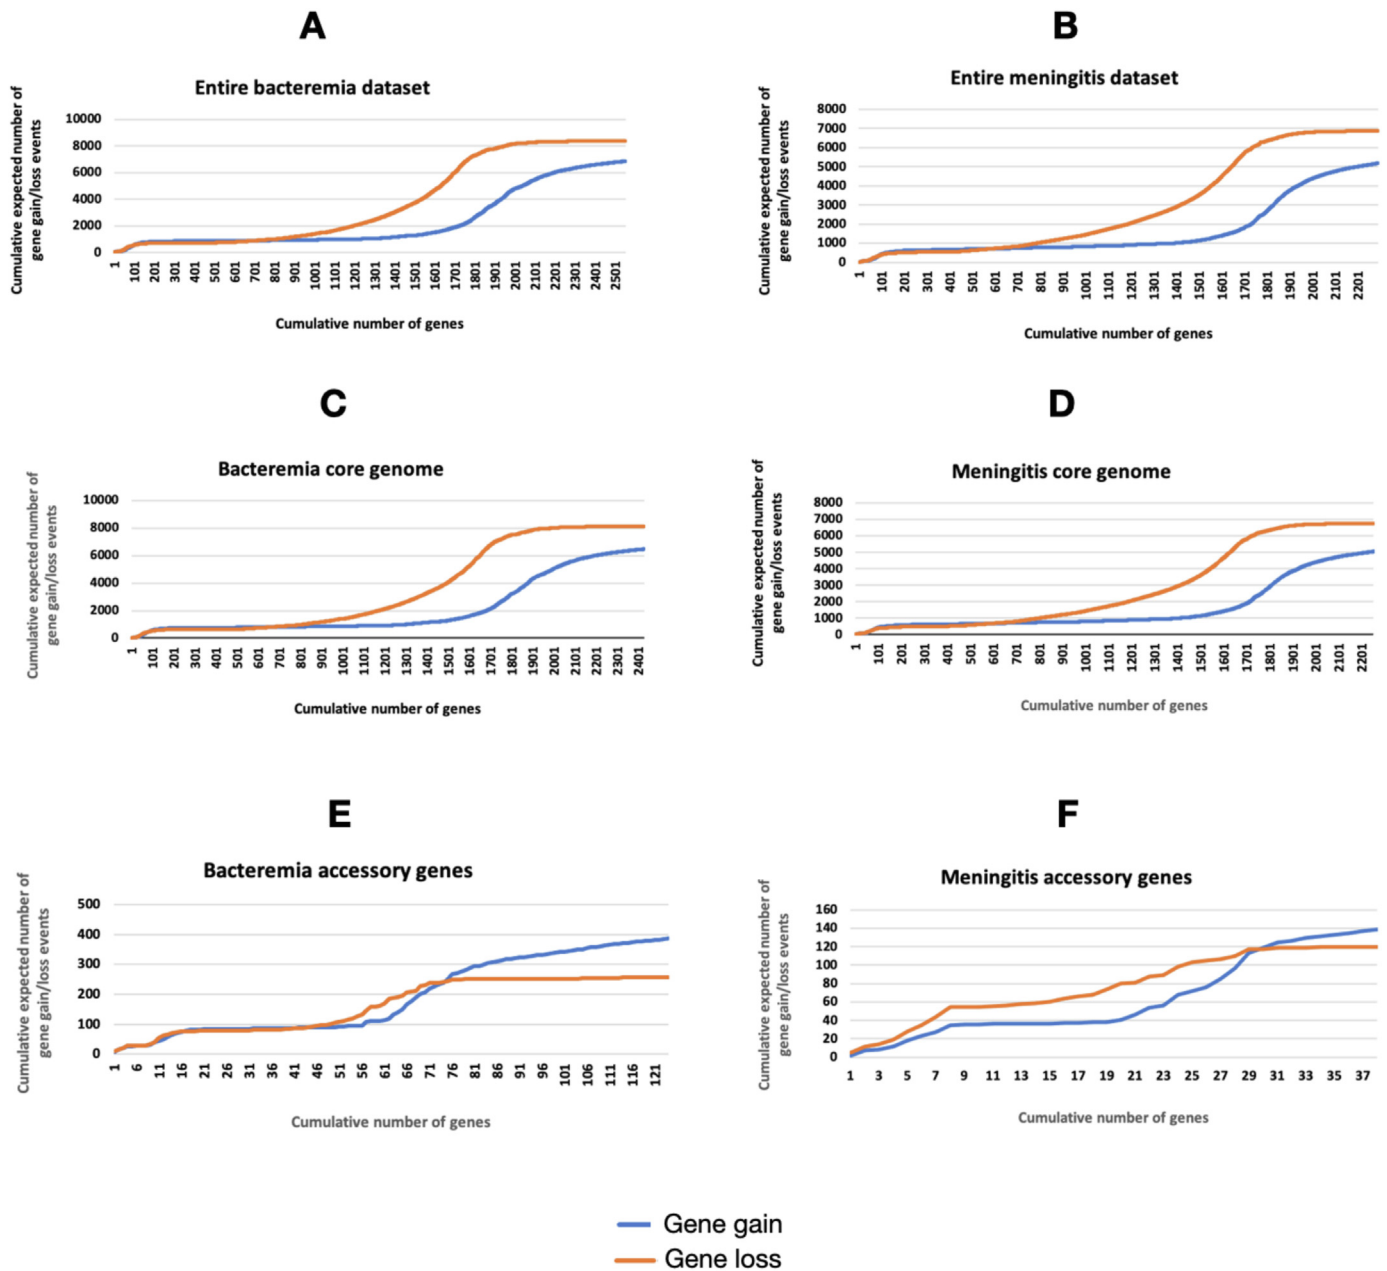 A
Entire bacteremia dataset
Cumulative expected number of
gene gain/loss events
10000
8000
6000
4000
2000
0
1 101 201 301 401 501 601 701 801 901 1001 1101 1201 1301 1401 1501 1601 1701 1801 1901 2001 2101 2201 2301 2401 2501
Cumulative number of genes
B
Entire meningitis dataset
Cumulative expected number of
gene gain/loss events
8000
7000
6000
5000
4000
3000
2000
1000
0
1 101 201 301 401 501 601 701 801 901 1001 1101 1201 1301 1401 1501 1601 1701 1801 1901 2001 2101 2201
Cumulative number of genes
C
Bacteremia core genome
Cumulative expected number of
gene gain/loss events
10000
8000
6000
4000
2000
0
1 101 201 301 401 501 601 701 801 901 1001 1101 1201 1301 1401 1501 1601 1701 1801 1901 2001 2101 2201 2301 2401
Cumulative number of genes
D
Meningitis core genome
Cumulative expected number of
gene gain/loss events
8000
7000
6000
5000
4000
3000
2000
1000
0
1 101 201 301 401 501 601 701 801 901 1001 1101 1201 1301 1401 1501 1601 1701 1801 1901 2001 2101 2201
Cumulative number of genes
E
Bacteremia accessory genes
Cumulative expected number of
gene gain/loss events
500
400
300
200
100
0
1 6 11 16 21 26 31 36 41 46 51 56 61 66 71 76 81 86 91 96 101 106 111 116 121
Cumulative number of genes
F
Meningitis accessory genes
Cumulative expected number of
gene gain/loss events
160
140
120
100
80
60
40
20
0
1 3 5 7 9 11 13 15 17 19 21 23 25 27 29 31 33 35 37
Cumulative number of genes
Gene gain
Gene loss